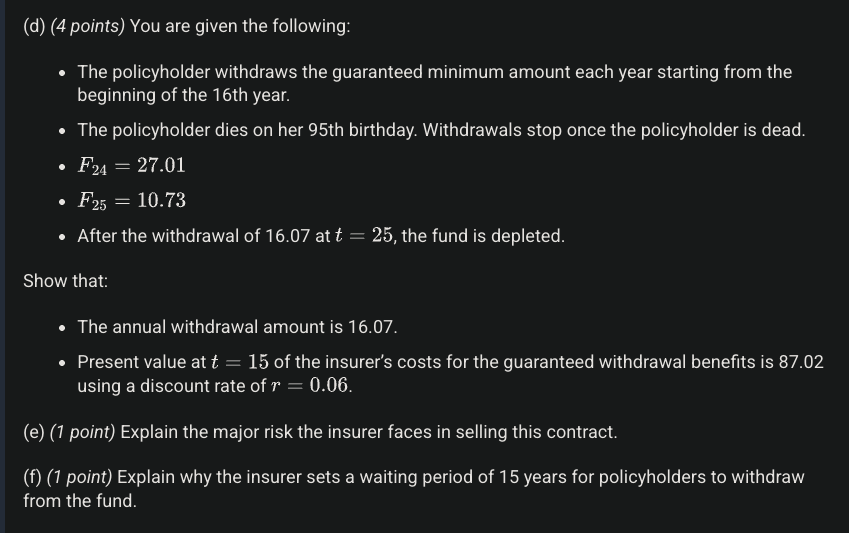 (d) (4 points) You are given the following:
• The policyholder withdraws the guaranteed minimum amount each year starting from the
beginning of the 16th year.
• The policyholder dies on her 95th birthday. Withdrawals stop once the policyholder is dead.
• F₂₄ = 27.01
• F₂₅ = 10.73
• After the withdrawal of 16.07 at t = 25, the fund is depleted.
Show that:
• The annual withdrawal amount is 16.07.
• Present value at t = 15 of the insurer’s costs for the guaranteed withdrawal benefits is 87.02
using a discount rate of r = 0.06.
(e) (1 point) Explain the major risk the insurer faces in selling this contract.
(f) (1 point) Explain why the insurer sets a waiting period of 15 years for policyholders to withdraw
from the fund.